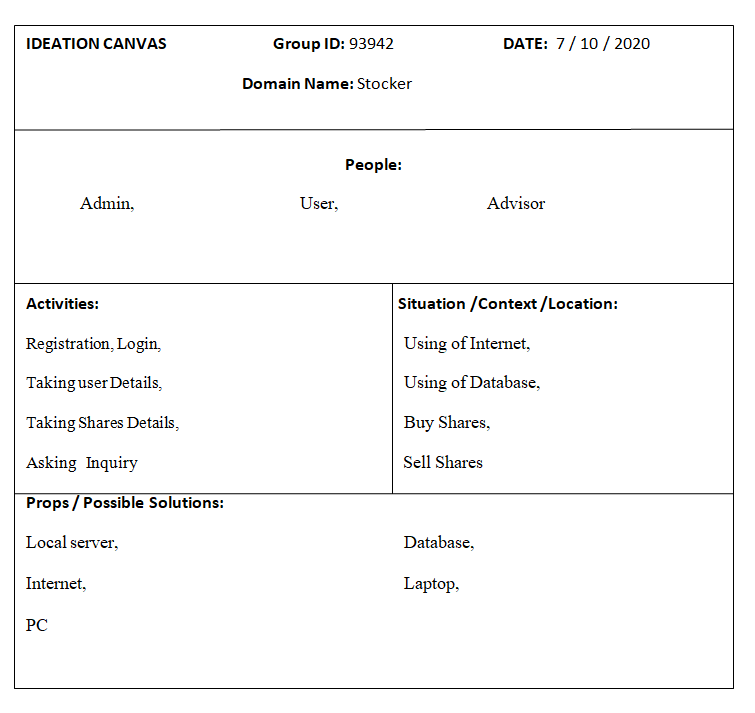 IDEATION CANVAS Group ID: 93942 DATE: 7 / 10 / 2020
Domain Name: Stocker
People:
Admin, User, Advisor
Activities:
Registration, Login,
Taking user Details,
Taking Shares Details,
Asking Inquiry
Situation /Context /Location:
Using of Internet,
Using of Database,
Buy Shares,
Sell Shares
Props / Possible Solutions:
Local server, Database,
Internet, Laptop,
PC